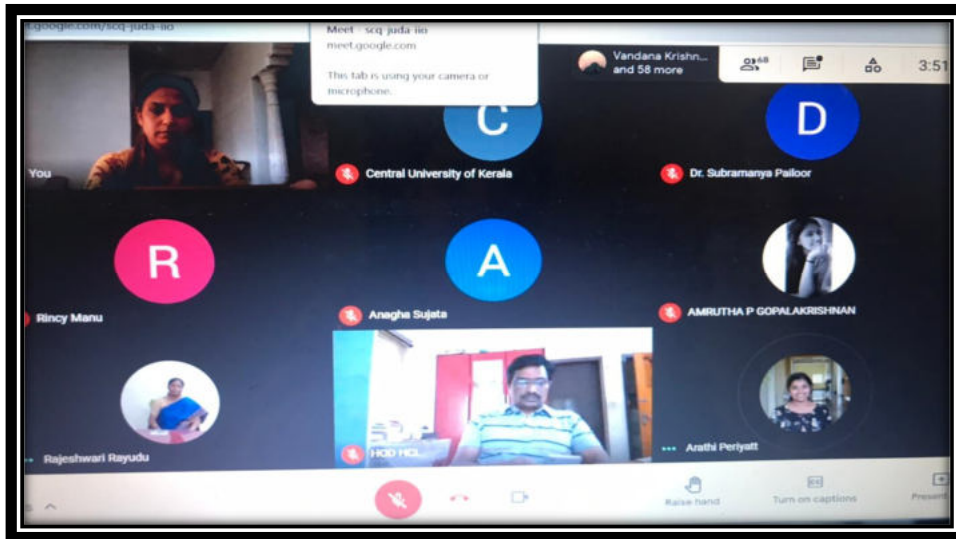 t.google.com/scq-juda-iio
Meet - scq-juda-iio
meet.google.com
This tab is using your camera or
microphone.
Vandana Krishn...
and 58 more
68
3:51
You
C
Central University of Kerala
D
Dr. Subramanya Pailoor
R
Rincy Manu
A
Anagha Sujata
AMRUTHA P GOPALAKRISHNAN
Rajeshwari Rayudu
HOD HCL
Arathi Periyatt
Raise hand
Turn on captions
Present